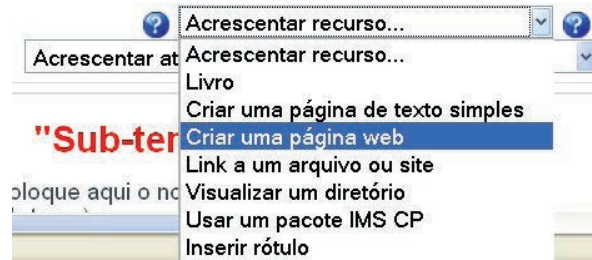 Acrescentar recurso...
Acrescentar at
Acrescentar recurso...
Livro
Criar uma página de texto simples
"Sub-ter
Criar uma página web
Link a um arquivo ou site
oloque aqui o no
Visualizar um diretório
Usar um pacote IMS CP
Inserir rótulo